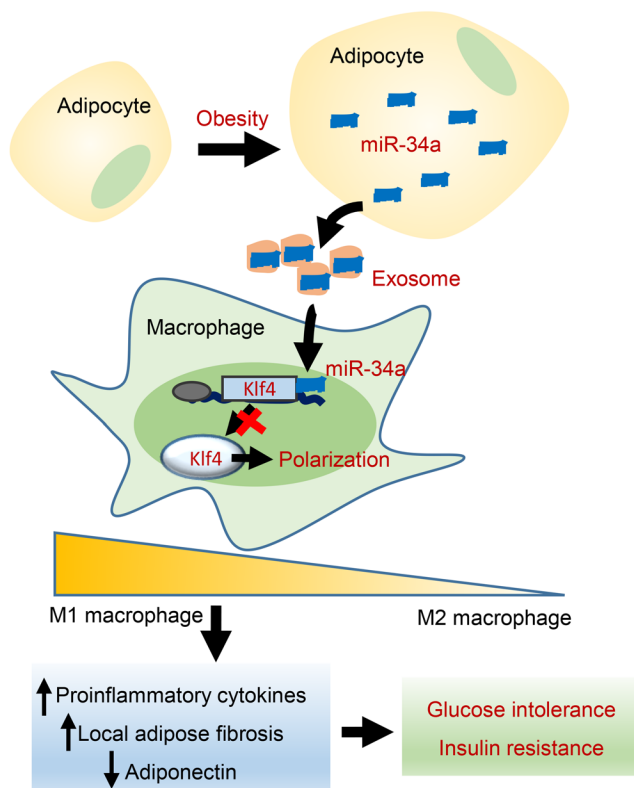 Adipocyte
Adipocyte
Obesity
miR-34a
Exosome
Macrophage
miR-34a
Klf4
Klf4
Polarization
M1 macrophage
M2 macrophage
Proinflammatory cytokines
Local adipose fibrosis
Adiponectin
Glucose intolerance
Insulin resistance